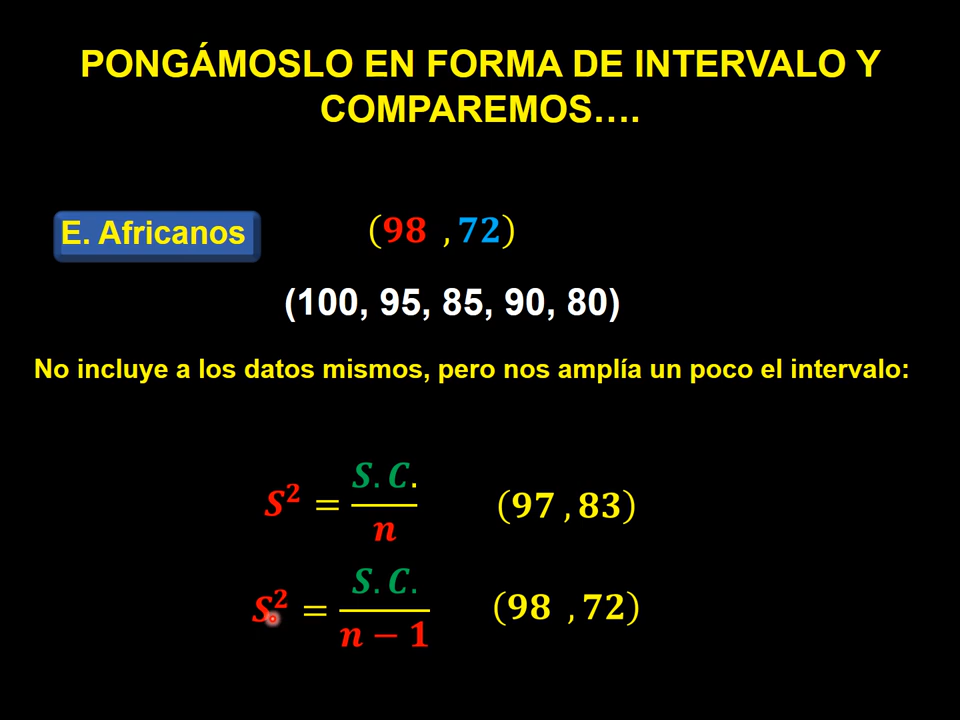 PONGÁMOSLO EN FORMA DE INTERVALO Y
COMPAREMOS….
E. Africanos (98 ,72)
(100, 95, 85, 90, 80)
No incluye a los datos mismos, pero nos amplía un poco el intervalo:
S² = S.C./n (97 ,83)
S² = S.C./n − 1 (98 ,72)